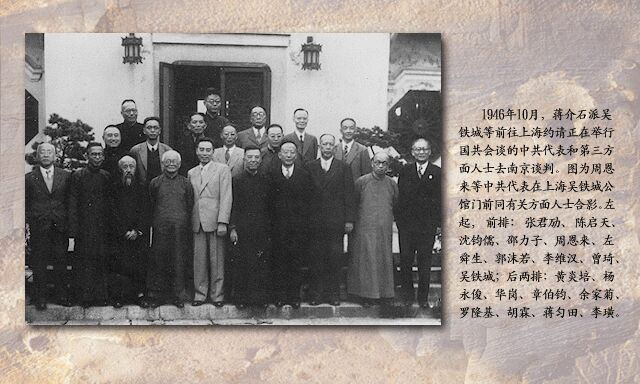 1946年10月，蒋介石派吴
铁城等前往上海约请正在举行
国共会谈的中共代表和第三方
面人士去南京谈判。图为周恩
来等中共代表在上海吴铁城公
馆门前同有关方面人士合影。左
起，前排：张君劢、陈启天、
沈钧儒、邵力子、周恩来、左
舜生、郭沫若、李维汉、曾琦、
吴铁城；后两排：黄炎培、杨
永俊、华岗、章伯钧、余家菊、
罗隆基、胡霖、蒋匀田、李璜。